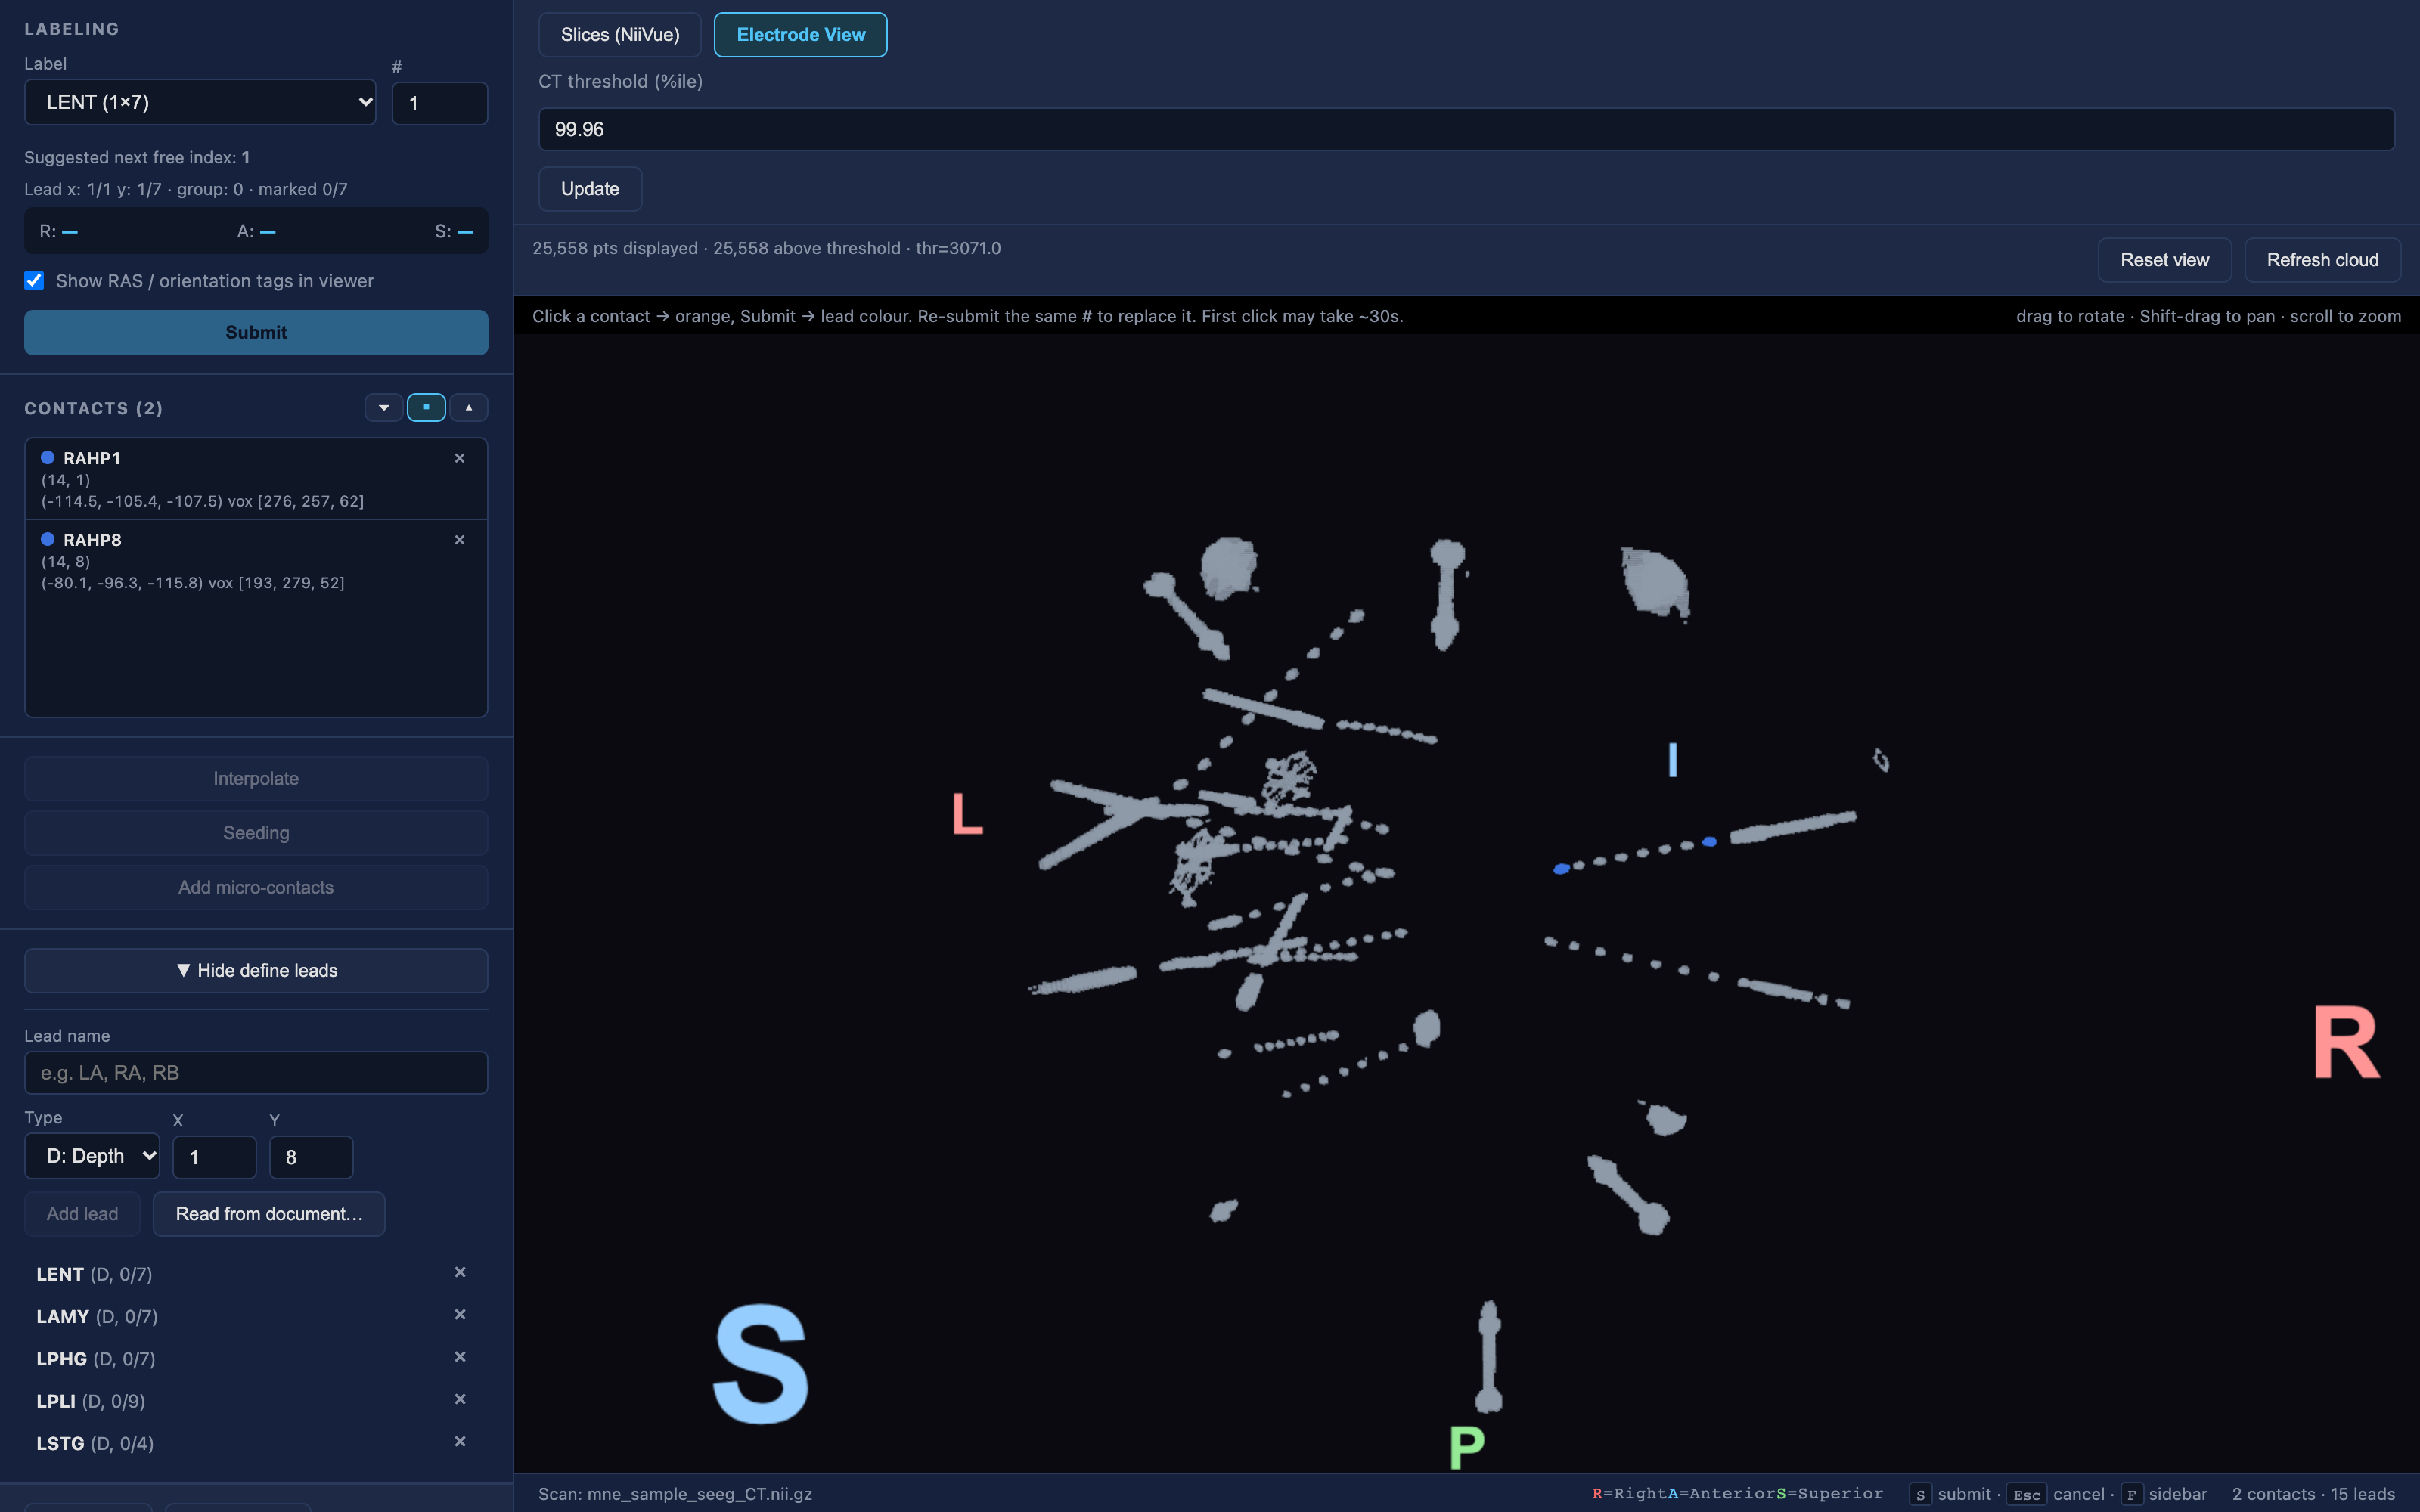 LABELING
Label
#
LENT (1×7)
1
Suggested next free index: 1
Lead x: 1/1 y: 1/7 · group: 0 · marked 0/7
R: — A: — S: —
Show RAS / orientation tags in viewer
Submit
CONTACTS (2)
RAHP1 ×
(14, 1)
(-114.5, -105.4, -107.5) vox [276, 257, 62]
RAHP8 ×
(14, 8)
(-80.1, -96.3, -115.8) vox [193, 279, 52]
Interpolate
Seeding
Add micro-contacts
▼ Hide define leads
Lead name
e.g. LA, RA, RB
Type X Y
D: Depth 1 8
Add lead Read from document…
LENT (D, 0/7) ×
LAMY (D, 0/7) ×
LPHG (D, 0/7) ×
LPLI (D, 0/9) ×
LSTG (D, 0/4) ×
Slices (NiiVue) Electrode View
CT threshold (%ile)
99.96
Update
25,558 pts displayed · 25,558 above threshold · thr=3071.0
Reset view Refresh cloud
Click a contact → orange, Submit → lead colour. Re-submit the same # to replace it. First click may take ~30s.
drag to rotate · Shift-drag to pan · scroll to zoom
I
L
R
S
P
Scan: mne_sample_seeg_CT.nii.gz
R=RightA=AnteriorS=Superior
S submit · Esc cancel · F sidebar
2 contacts · 15 leads